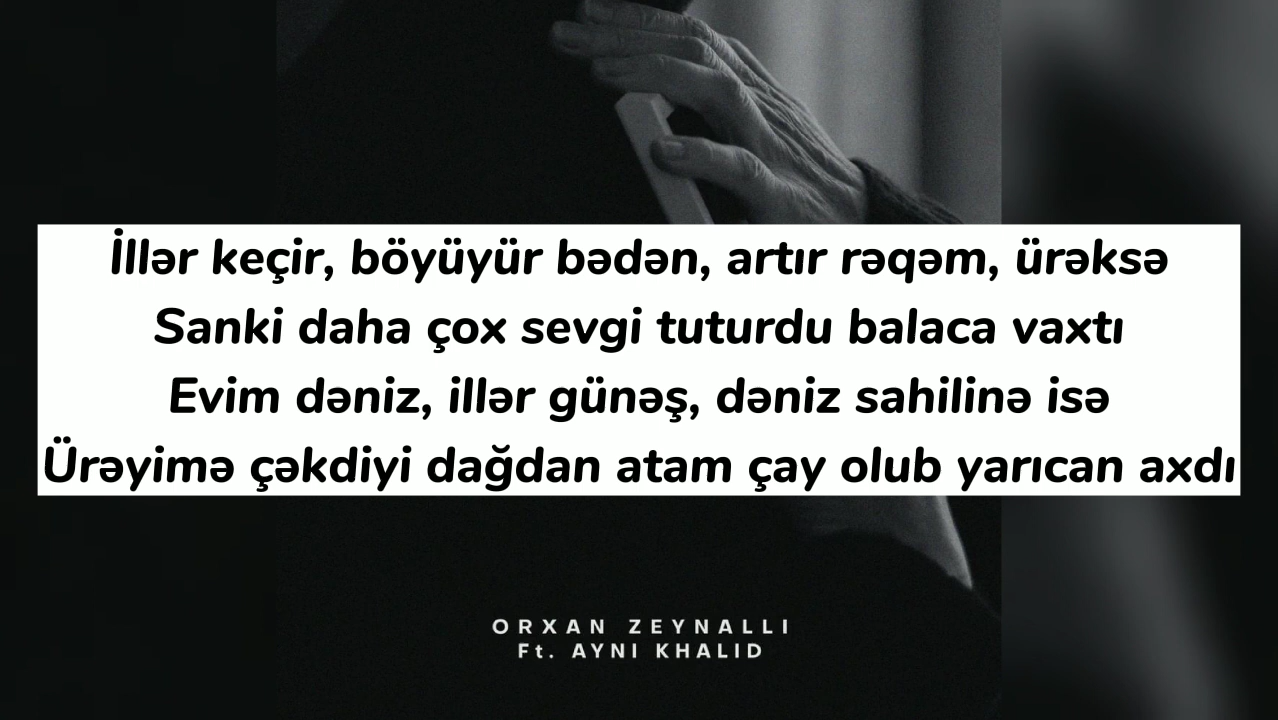 İllər keçir, böyüyür bədən, artır rəqəm, ürəksə
Sanki daha çox sevgi tuturdu balaca vaxtı
Evim dəniz, illər günəş, dəniz sahilinə isə
Ürəyimə çəkdiyi dağdan atam çay olub yarıcan axdı
ORXAN ZEYNALLI
Ft. AYNI KHALID